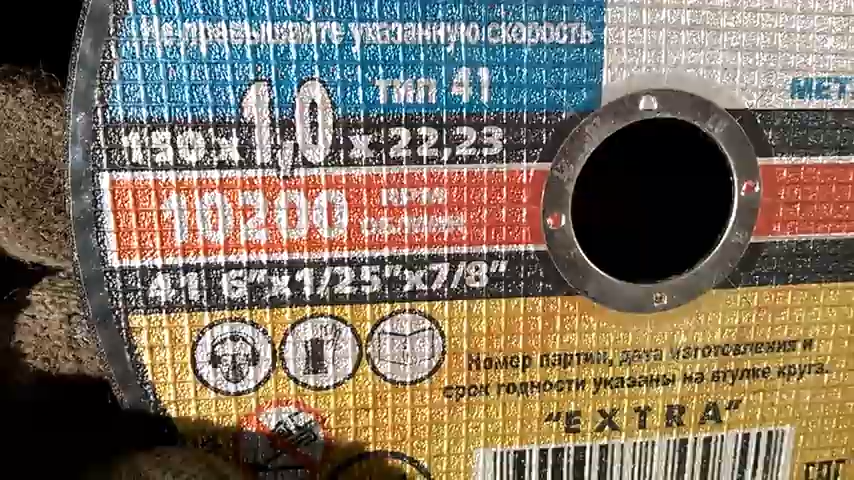 Не превышайте указанную скорость
тип 41
МЕТ
150 x 1,0 x 22,23
10200
41 6"x1/25"x7/8"
Номер партии, дата изготовления и
срок годности указаны на втулке круга.
"EXTRA"